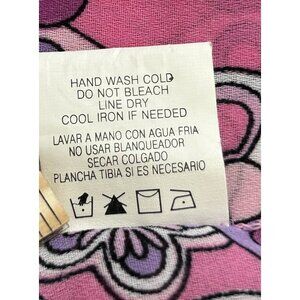 HAND WASH COLD
DO NOT BLEACH
LINE DRY
COOL IRON IF NEEDED
LAVAR A MANO CON AGUA FRIA
NO USAR BLANQUEADOR
SECAR COLGADO
PLANCHA TIBIA SI ES NECESARIO